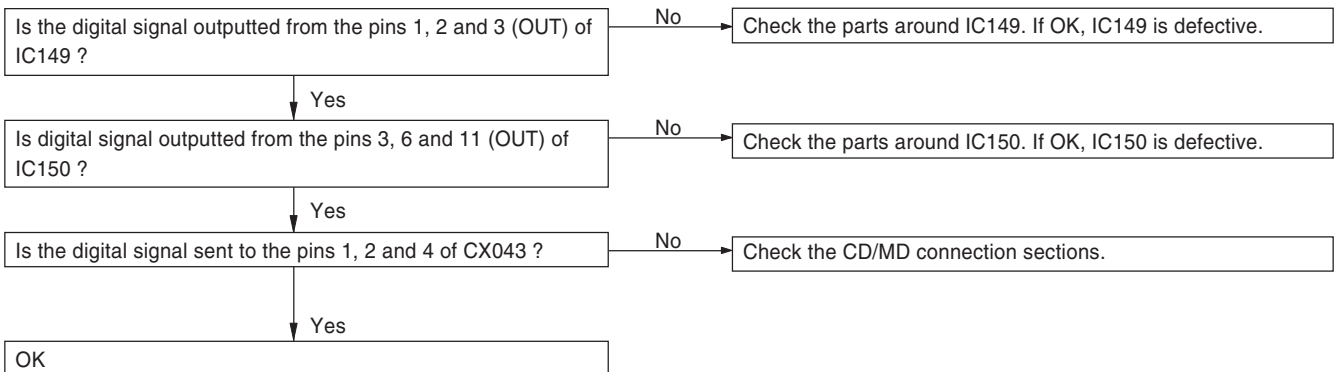 Is the digital signal outputted from the pins 1, 2 and 3 (OUT) of
IC149 ?
No
Check the parts around IC149. If OK, IC149 is defective.
Yes
Is digital signal outputted from the pins 3, 6 and 11 (OUT) of
IC150 ?
No
Check the parts around IC150. If OK, IC150 is defective.
Yes
Is the digital signal sent to the pins 1, 2 and 4 of CX043 ?
No
Check the CD/MD connection sections.
Yes
OK